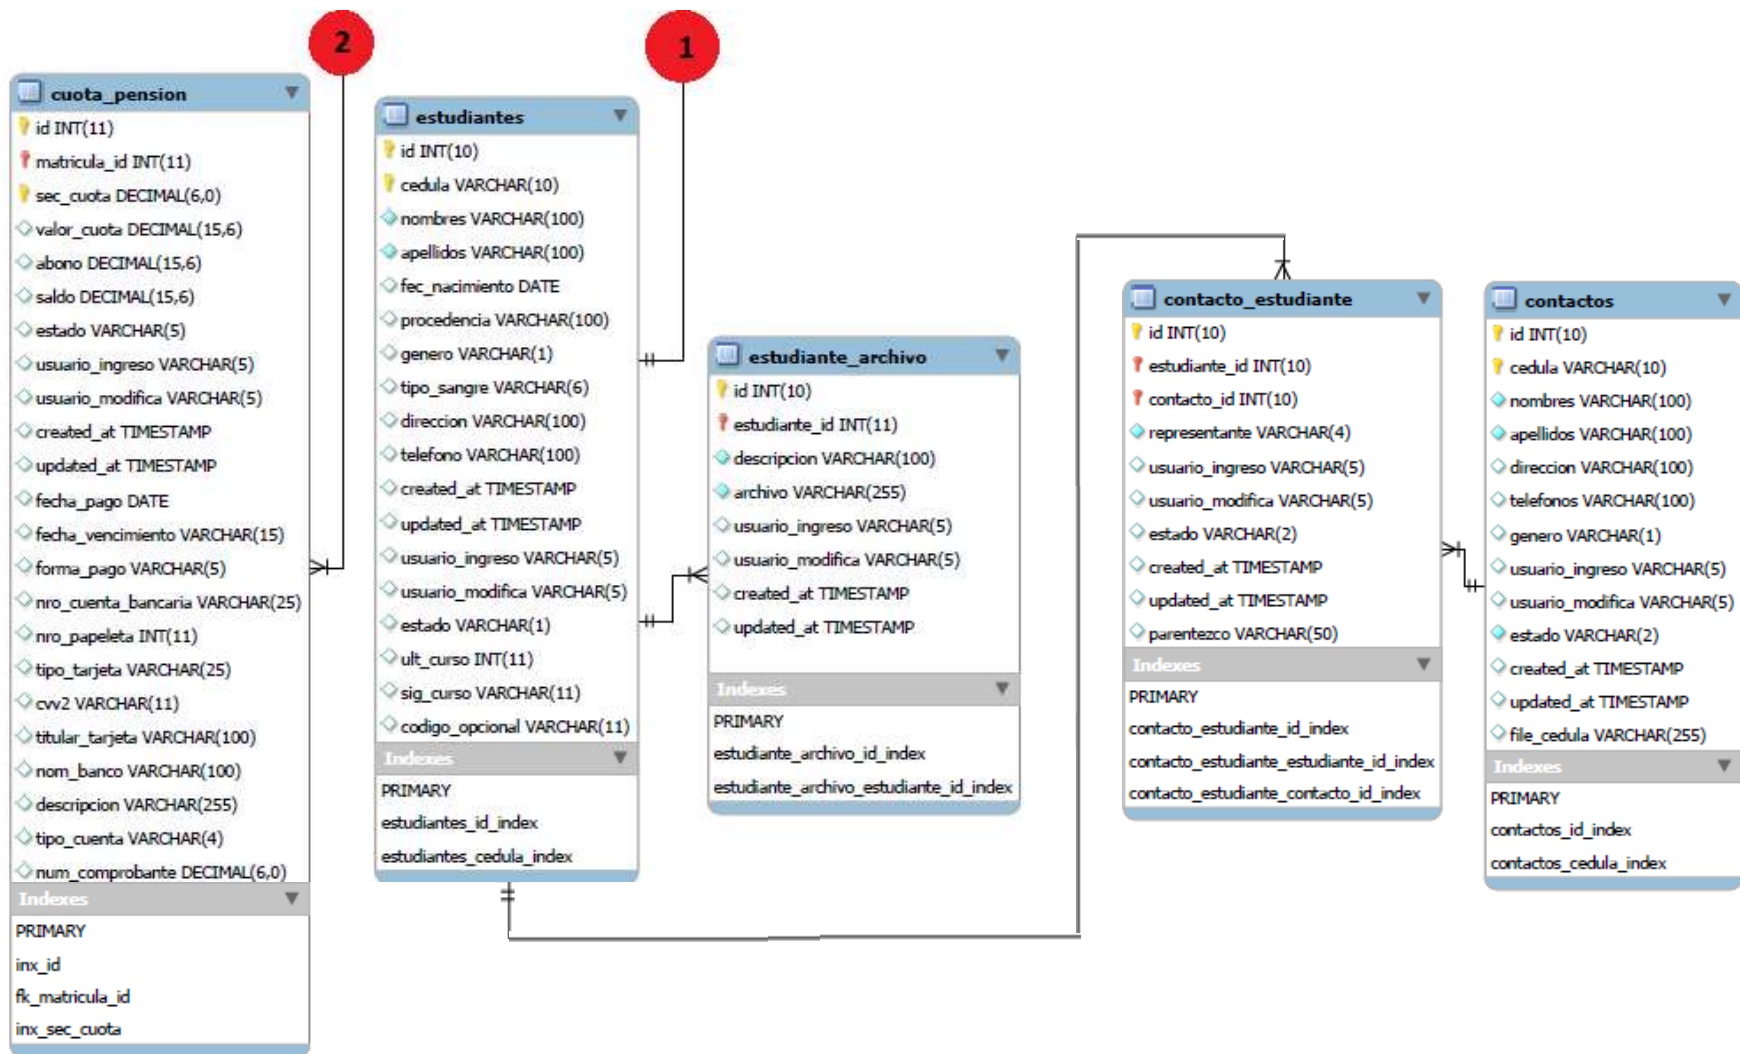 2
1
cuota_pension
id INT(11)
matricula_id INT(11)
sec_cuota DECIMAL(6,0)
valor_cuota DECIMAL(15,6)
abono DECIMAL(15,6)
saldo DECIMAL(15,6)
estado VARCHAR(5)
usuario_ingreso VARCHAR(5)
usuario_modifica VARCHAR(5)
created_at TIMESTAMP
updated_at TIMESTAMP
fecha_pago DATE
fecha_vencimiento VARCHAR(15)
forma_pago VARCHAR(5)
nro_cuenta_bancaria VARCHAR(25)
nro_papeleta INT(11)
tipo_tarjeta VARCHAR(25)
cvv2 VARCHAR(11)
titular_tarjeta VARCHAR(100)
nom_banco VARCHAR(100)
descripcion VARCHAR(255)
tipo_cuenta VARCHAR(4)
num_comprobante DECIMAL(6,0)
Indexes
PRIMARY
inx_id
fk_matricula_id
inx_sec_cuota
estudiantes
id INT(10)
cedula VARCHAR(10)
nombres VARCHAR(100)
apellidos VARCHAR(100)
fec_nacimiento DATE
procedencia VARCHAR(100)
genero VARCHAR(1)
tipo_sangre VARCHAR(6)
direccion VARCHAR(100)
telefono VARCHAR(100)
created_at TIMESTAMP
updated_at TIMESTAMP
usuario_ingreso VARCHAR(5)
usuario_modifica VARCHAR(5)
estado VARCHAR(1)
ult_curso INT(11)
sig_curso VARCHAR(11)
codigo_opcional VARCHAR(11)
Indexes
PRIMARY
estudiantes_id_index
estudiantes_cedula_index
estudiante_archivo
id INT(10)
estudiante_id INT(11)
descripcion VARCHAR(100)
archivo VARCHAR(255)
usuario_ingreso VARCHAR(5)
usuario_modifica VARCHAR(5)
created_at TIMESTAMP
updated_at TIMESTAMP
Indexes
PRIMARY
estudiante_archivo_id_index
estudiante_archivo_estudiante_id_index
contacto_estudiante
id INT(10)
estudiante_id INT(10)
contacto_id INT(10)
representante VARCHAR(4)
usuario_ingreso VARCHAR(5)
usuario_modifica VARCHAR(5)
estado VARCHAR(2)
created_at TIMESTAMP
updated_at TIMESTAMP
parentezco VARCHAR(50)
Indexes
PRIMARY
contacto_estudiante_id_index
contacto_estudiante_estudiante_id_index
contacto_estudiante_contacto_id_index
contactos
id INT(10)
cedula VARCHAR(10)
nombres VARCHAR(100)
apellidos VARCHAR(100)
direccion VARCHAR(100)
telefonos VARCHAR(100)
genero VARCHAR(1)
usuario_ingreso VARCHAR(5)
usuario_modifica VARCHAR(5)
estado VARCHAR(2)
created_at TIMESTAMP
updated_at TIMESTAMP
file_cedula VARCHAR(255)
Indexes
PRIMARY
contactos_id_index
contactos_cedula_index